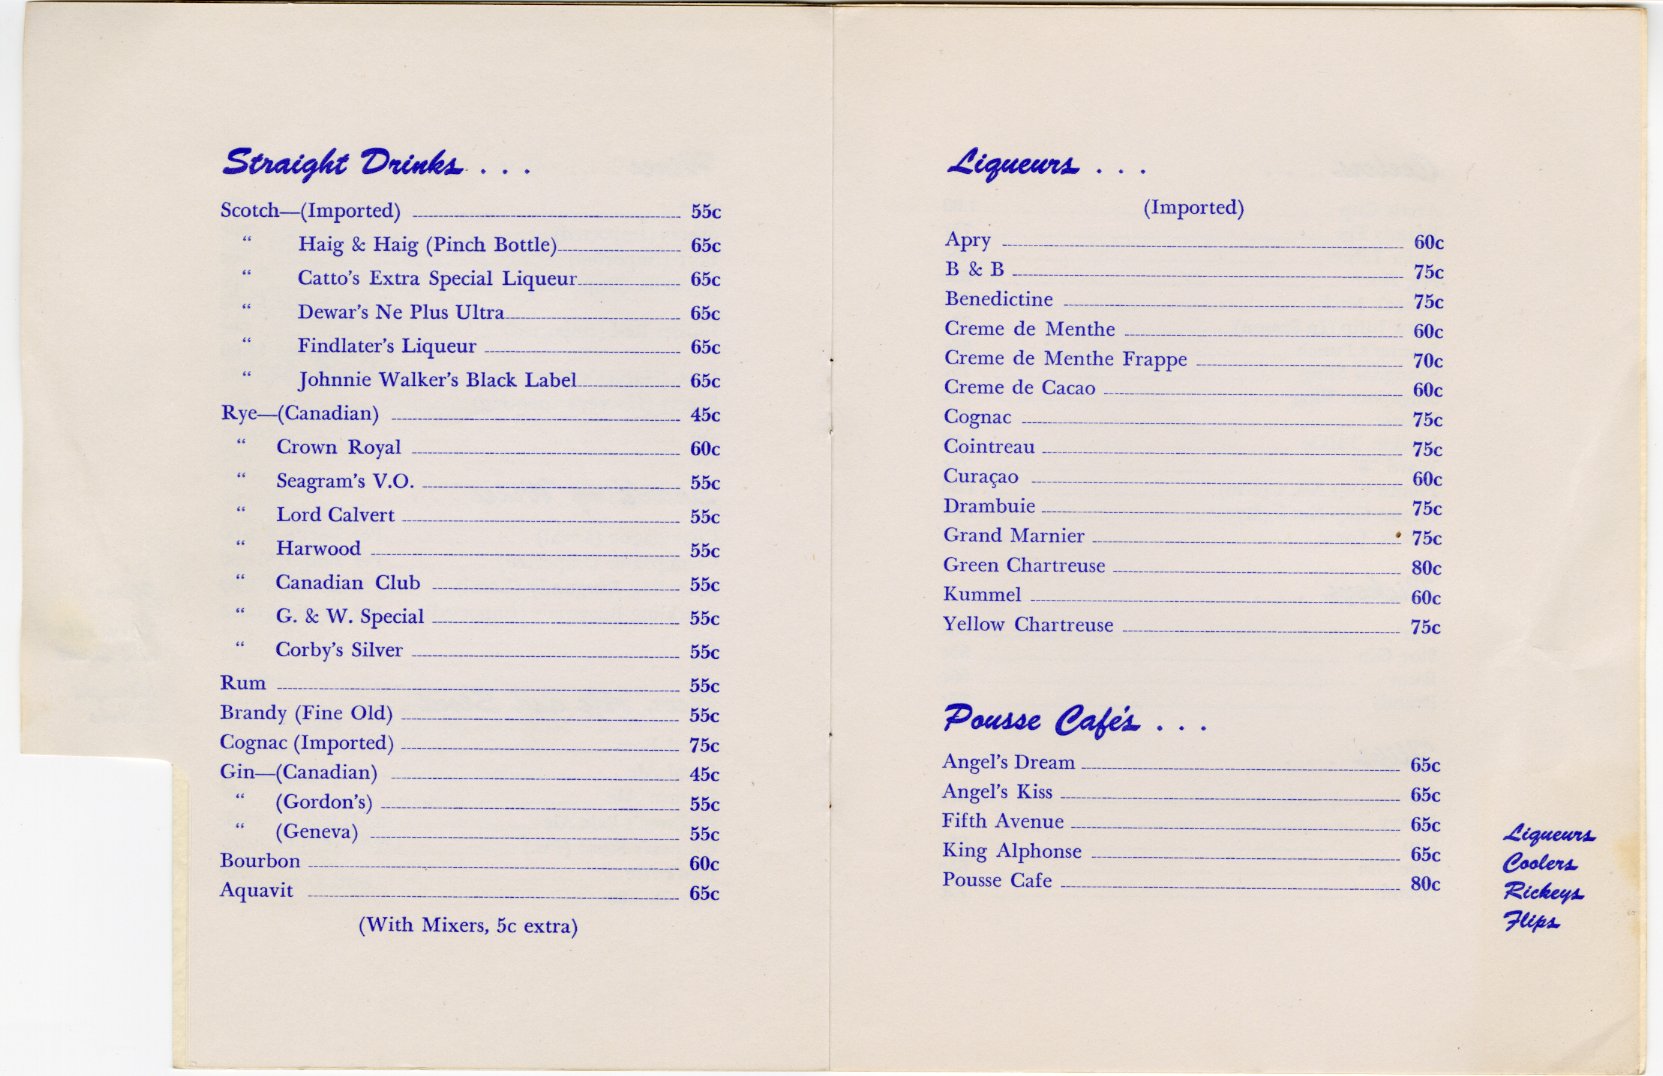 Straight Drinks . . .
Scotch—(Imported) 55c
“ Haig & Haig (Pinch Bottle) 65c
“ Catto's Extra Special Liqueur 65c
“ Dewar's Ne Plus Ultra 65c
“ Findlater's Liqueur 65c
“ Johnnie Walker's Black Label 65c
Rye—(Canadian) 45c
“ Crown Royal 60c
“ Seagram's V.O. 55c
“ Lord Calvert 55c
“ Harwood 55c
“ Canadian Club 55c
“ G. & W. Special 55c
“ Corby's Silver 55c
Rum 55c
Brandy (Fine Old) 55c
Cognac (Imported) 75c
Gin—(Canadian) 45c
“ (Gordon's) 55c
“ (Geneva) 55c
Bourbon 60c
Aquavit 65c
(With Mixers, 5c extra)
Liqueurs . . .
(Imported)
Apry 60c
B & B 75c
Benedictine 75c
Creme de Menthe 60c
Creme de Menthe Frappe 70c
Creme de Cacao 60c
Cognac 75c
Cointreau 75c
Curaçao 60c
Drambuie 75c
Grand Marnier 75c
Green Chartreuse 80c
Kummel 60c
Yellow Chartreuse 75c
Pousse Café's . . .
Angel's Dream 65c
Angel's Kiss 65c
Fifth Avenue 65c
King Alphonse 65c
Pousse Cafe 80c
Liqueurs
Coolers
Rickeys
Flips